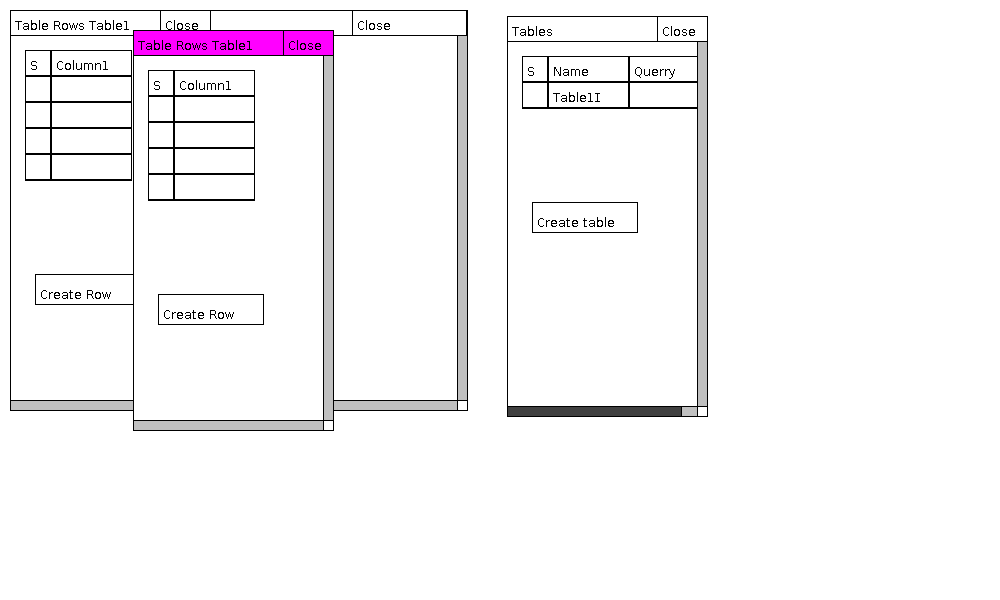 Table Rows Table1 Close Close
S Column1
Create Row
Table Rows Table1 Close
S Column1
Create Row
Tables Close
S Name Querry
Table1I
Create table